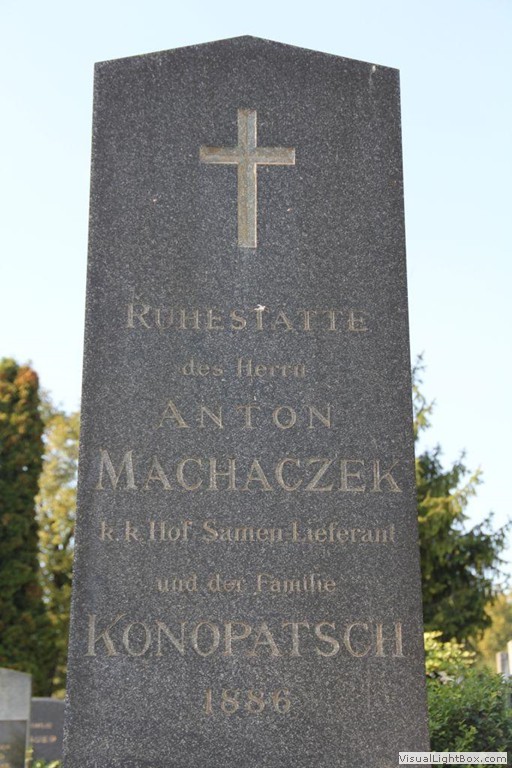 RUHESTÄTTE
des Herrn
ANTON
MACHACZEK
k. k. Hof-Samen-Lieferant
und der Familie
KONOPATSCH
1886
VisualLightBox.com